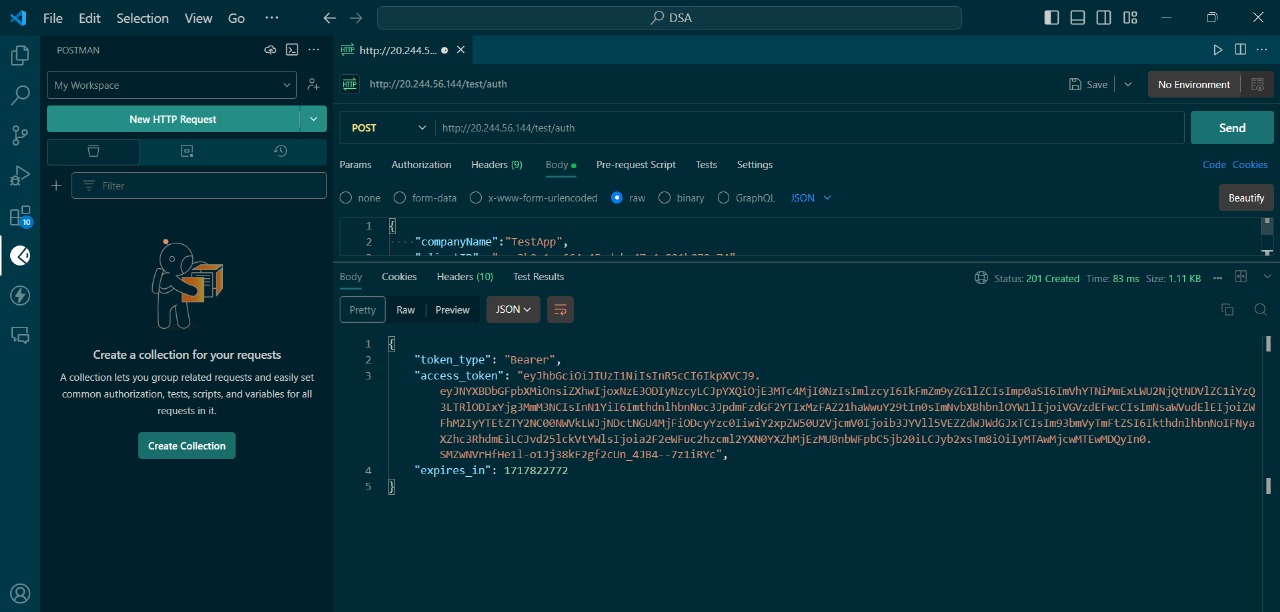 File Edit Selection View Go ··· DSA
POSTMAN
http://20.244.5...
My Workspace
http://20.244.56.144/test/auth
Save
No Environment
New HTTP Request
POST
http://20.244.56.144/test/auth
Send
Params Authorization Headers (9) Body Pre-request Script Tests Settings Code Cookies
Filter
none form-data x-www-form-urlencoded raw binary GraphQL JSON Beautify
1 {
2 ····"companyName":"TestApp",
Body Cookies Headers (10) Test Results Status: 201 Created Time: 83 ms Size: 1.11 KB
Pretty Raw Preview JSON
1 {
2 "token_type": "Bearer",
3 "access_token": "eyJhbGciOiJIUzI1NiIsInR5cCI6IkpXVCJ9.
4 "expires_in": 1717822772
5 }
Create a collection for your requests
A collection lets you group related requests and easily set
common authorization, tests, scripts, and variables for all
requests in it.
Create Collection
10